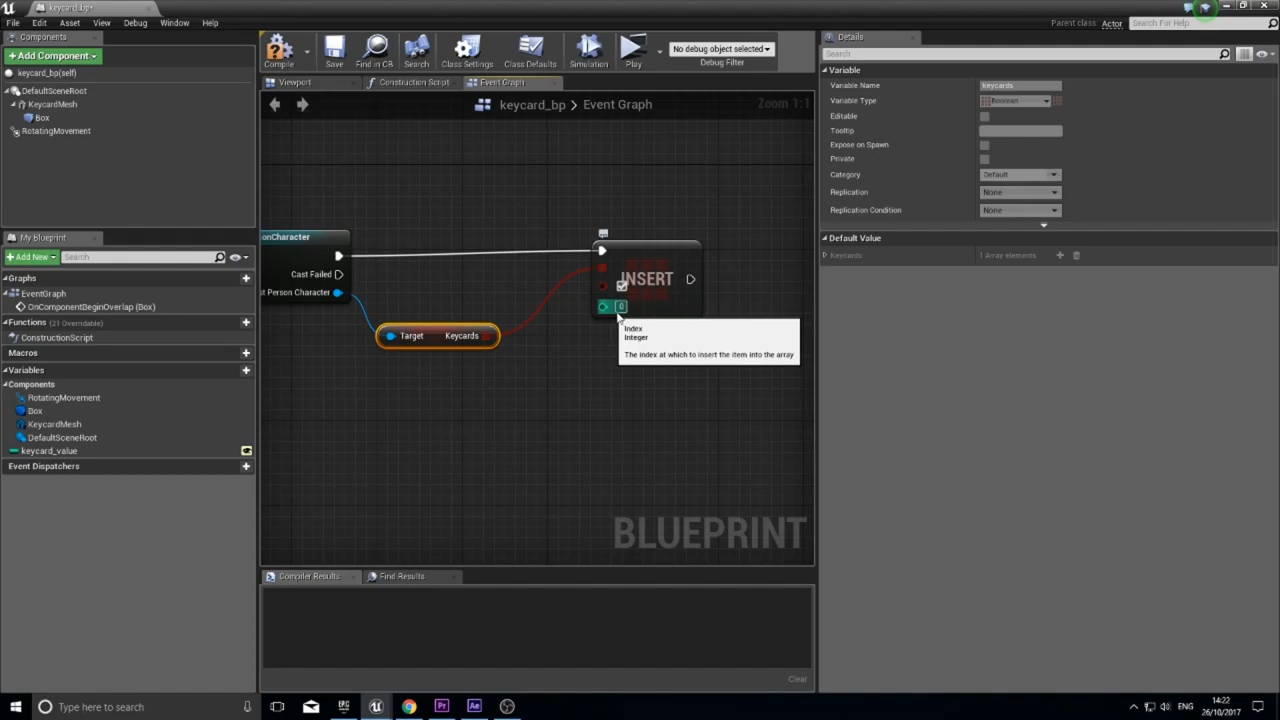 keycard_bp*
File Edit Asset View Debug Window Help
Parent class: Actor
Search For Help
Components
+Add Component
keycard_bp(self)
DefaultSceneRoot
KeycardMesh
Box
RotatingMovement
Compile
Save
Find in CB
Search
Class Settings
Class Defaults
Simulation
Play
No debug object selected
Debug Filter
Viewport
Construction Script
Event Graph
keycard_bp > Event Graph
Zoom 1:1
onCharacter
Cast Failed
st Person Character
Target Keycards
INSERT
0
Index
Integer
The index at which to insert the item into the array
BLUEPRINT
My Blueprint
+Add New
Search
Graphs
EventGraph
OnComponentBeginOverlap (Box)
Functions (21 Overridable)
ConstructionScript
Macros
Variables
Components
RotatingMovement
Box
KeycardMesh
DefaultSceneRoot
keycard_value
Event Dispatchers
Compiler Results
Find Results
Clear
Details
Search
Variable
Variable Name keycards
Variable Type Boolean
Editable
Tooltip
Expose on Spawn
Private
Category Default
Replication None
Replication Condition None
Default Value
Keycards 1 Array elements
Type here to search
EPIC
Pr
Ae
ENG
14:22
26/10/2017